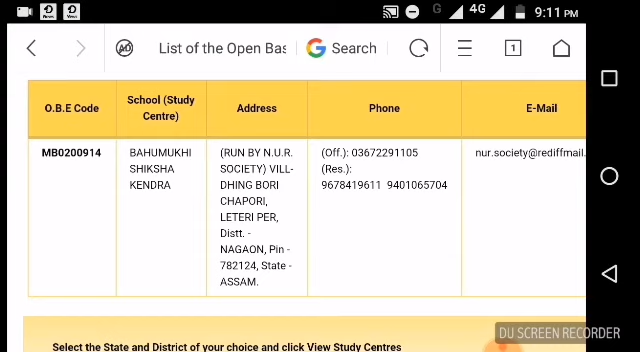 G 4G 9:11 PM
AD List of the Open Bas G Search 1
O.B.E Code
School (Study
Centre)
Address
Phone
E-Mail
MB0200914
BAHUMUKHI
SHIKSHA
KENDRA
(RUN BY N.U.R.
SOCIETY) VILL-
DHING BORI
CHAPORI,
LETERI PER,
Distt. -
NAGAON, Pin -
782124, State -
ASSAM.
(Off.): 03672291105
(Res.):
9678419611 9401065704
nur.society@rediffmail.
Select the State and District of your choice and click View Study Centres
DU SCREEN RECORDER